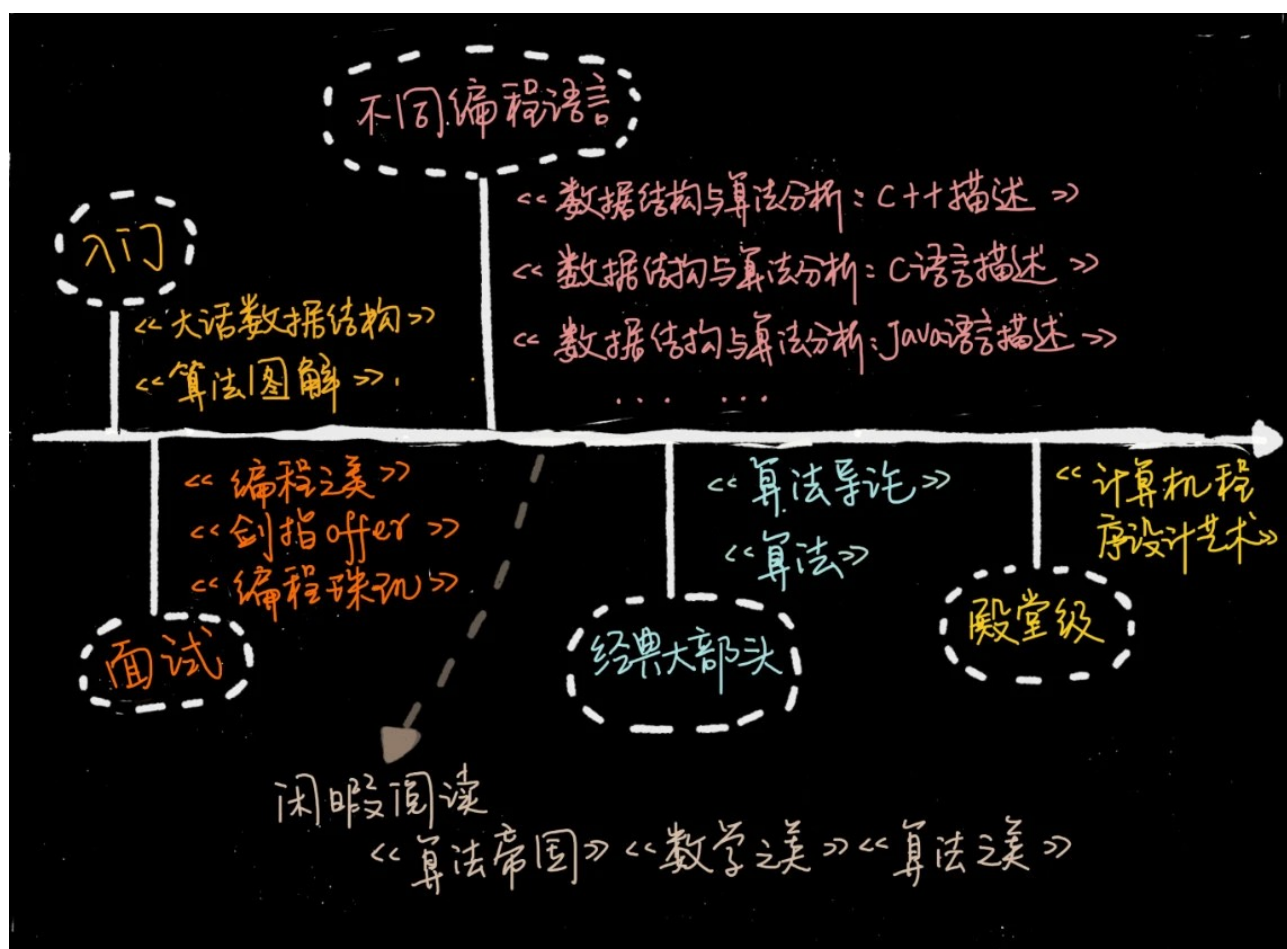 不同编程语言
<<数据结构与算法分析:C++描述>>
<<数据结构与算法分析:C语言描述>>
<<数据结构与算法分析:Java语言描述>>
... ...
入门
<<大话数据结构>>
<<算法图解>>.
<<编程之美>>
<<剑指offer>>
<<编程珠玑>>
面试
<<算法导论>>
<<算法>>
经典大部头
<<计算机程
序设计艺术>>
殿堂级
闲暇阅读
<<算法帝国>><<数学之美>><<算法之美>>